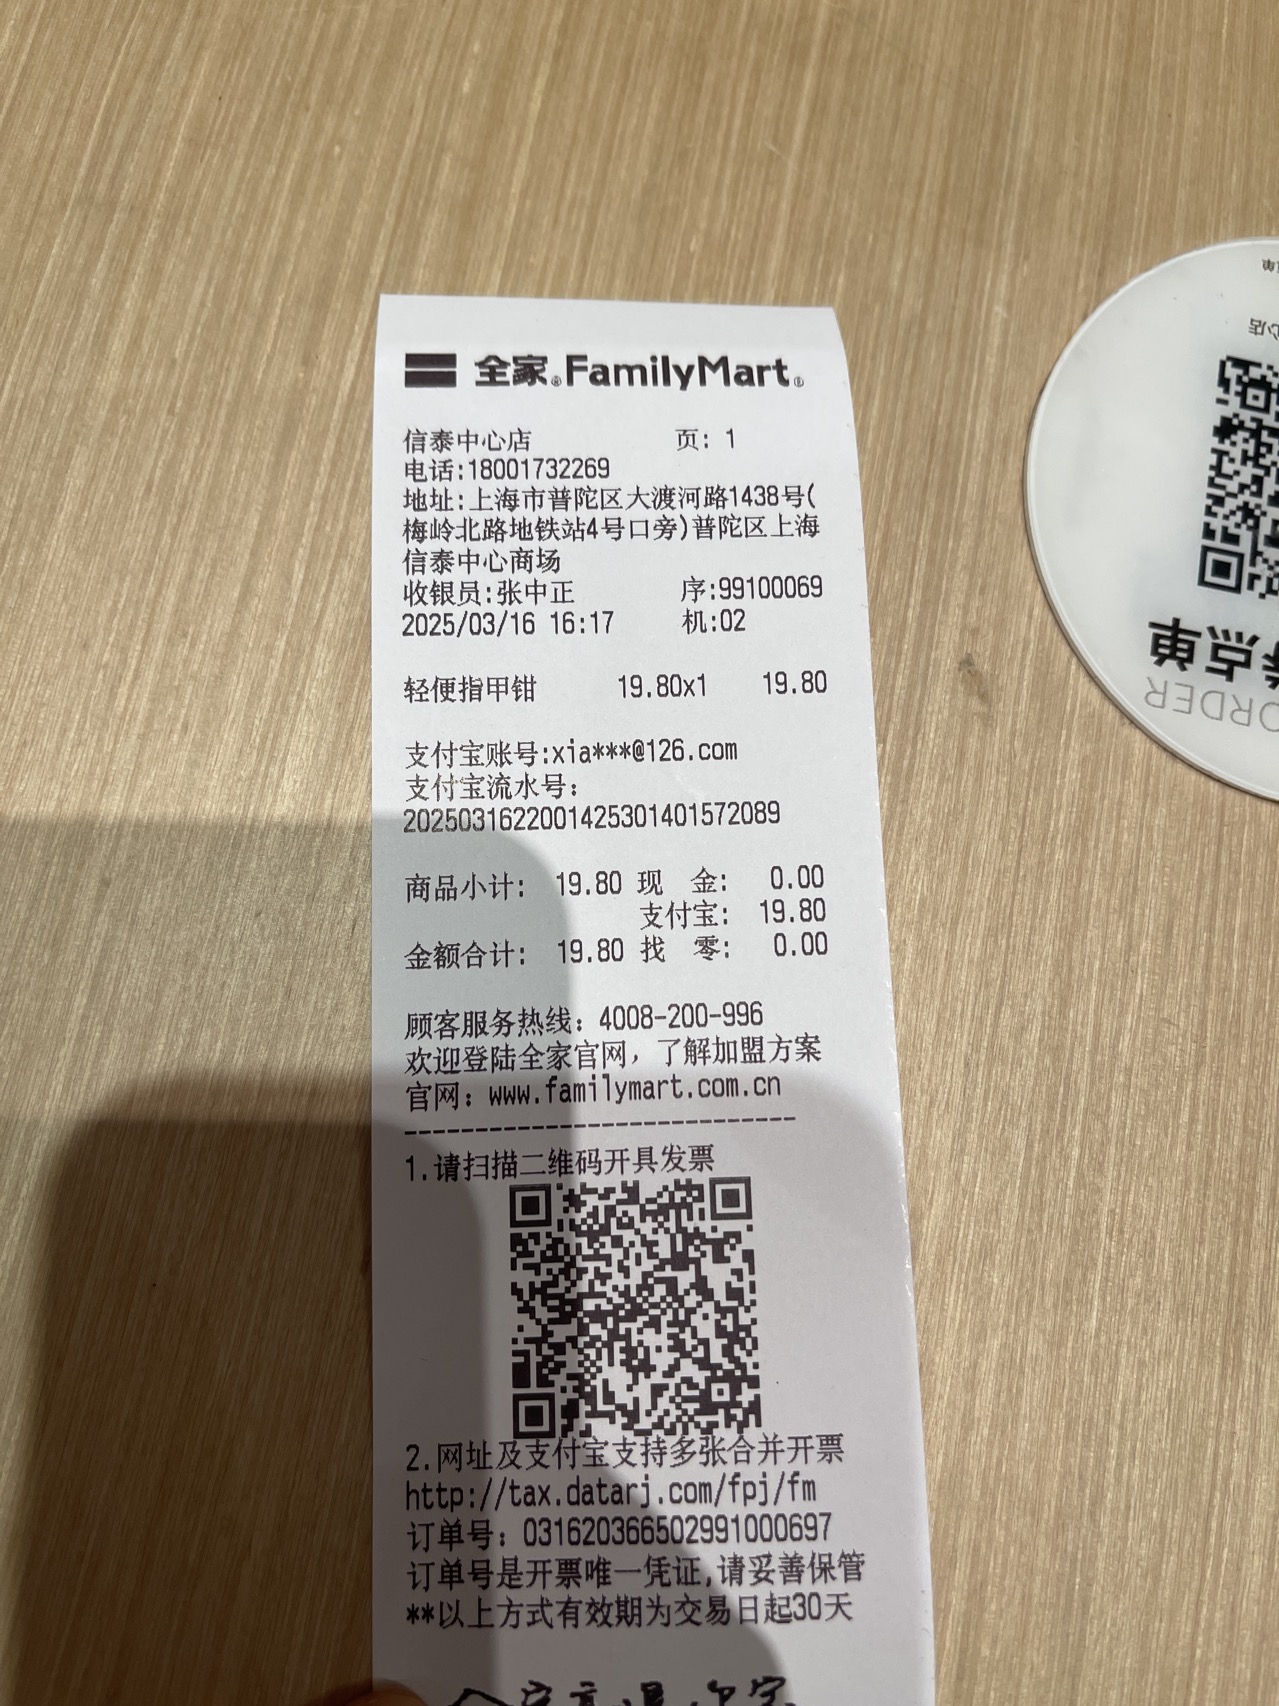 全家®FamilyMart®
信泰中心店 页: 1
电话:18001732269
地址:上海市普陀区大渡河路1438号(
梅岭北路地铁站4号口旁)普陀区上海
信泰中心商场
收银员:张中正 序:99100069
2025/03/16 16:17 机:02
轻便指甲钳 19.80x1 19.80
支付宝账号:xia***@126.com
支付宝流水号:
2025031622001425301401572089
商品小计: 19.80 现 金: 0.00
支付宝: 19.80
金额合计: 19.80 找 零: 0.00
顾客服务热线: 4008-200-996
欢迎登陆全家官网，了解加盟方案
官网: www.familymart.com.cn
----------------------------
1.请扫描二维码开具发票
2.网址及支付宝支持多张合并开票
http://tax.datarj.com/fpj/fm
订单号: 031620366502991000697
订单号是开票唯一凭证,请妥善保管
**以上方式有效期为交易日起30天
点单
ORDER